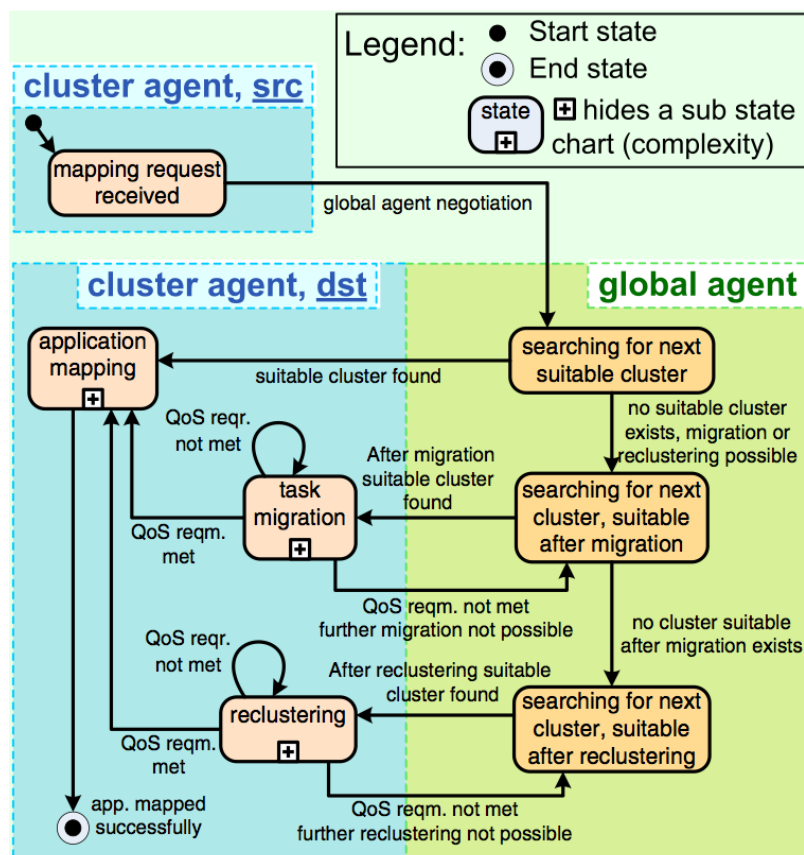 Legend:
Start state
End state
state
hides a sub state
chart (complexity)
cluster agent, src
mapping request
received
global agent negotiation
cluster agent, dst
global agent
application
mapping
suitable cluster found
searching for next
suitable cluster
QoS reqr.
not met
no suitable cluster
exists, migration or
reclustering possible
After migration
suitable cluster
found
task
migration
searching for next
cluster, suitable
after migration
QoS reqm.
met
QoS reqm. not met
further migration not possible
no cluster suitable
after migration exists
QoS reqr.
not met
After reclustering suitable
cluster found
reclustering
searching for next
cluster, suitable
after reclustering
QoS reqm.
met
app. mapped
successfully
QoS reqm. not met
further reclustering not possible